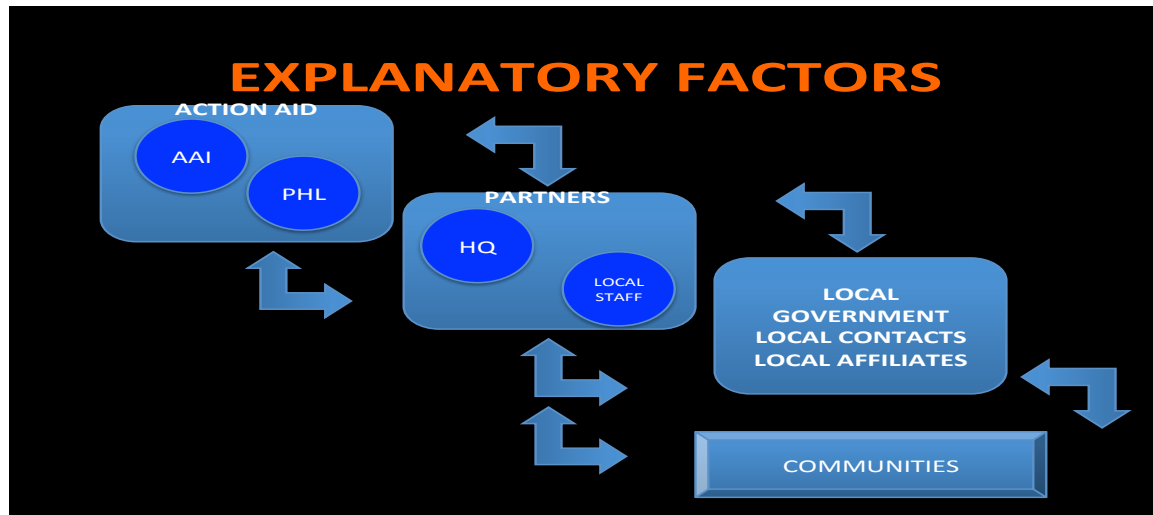 EXPLANATORY FACTORS
ACTION AID
AAI
PHL
PARTNERS
HQ
LOCAL
STAFF
LOCAL
GOVERNMENT
LOCAL CONTACTS
LOCAL AFFILIATES
COMMUNITIES